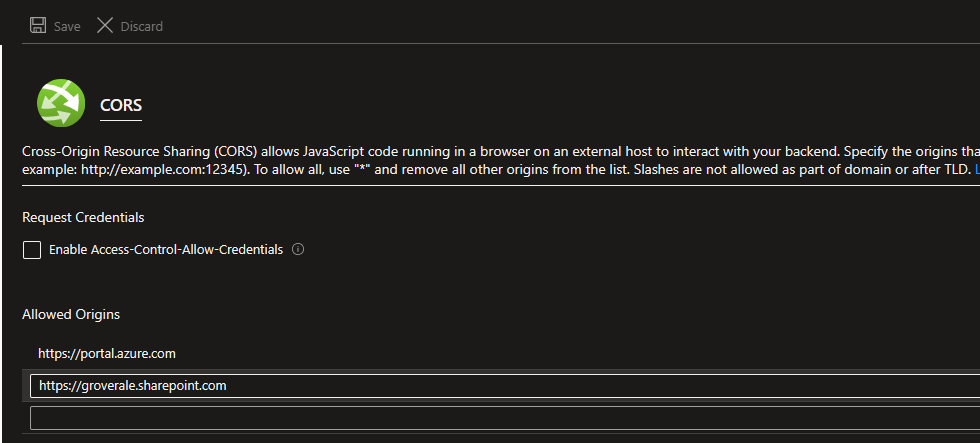 Save Discard
CORS
Cross-Origin Resource Sharing (CORS) allows JavaScript code running in a browser on an external host to interact with your backend. Specify the origins tha
example: http://example.com:12345). To allow all, use "*" and remove all other origins from the list. Slashes are not allowed as part of domain or after TLD. L
Request Credentials
Enable Access-Control-Allow-Credentials
Allowed Origins
https://portal.azure.com
https://groverale.sharepoint.com